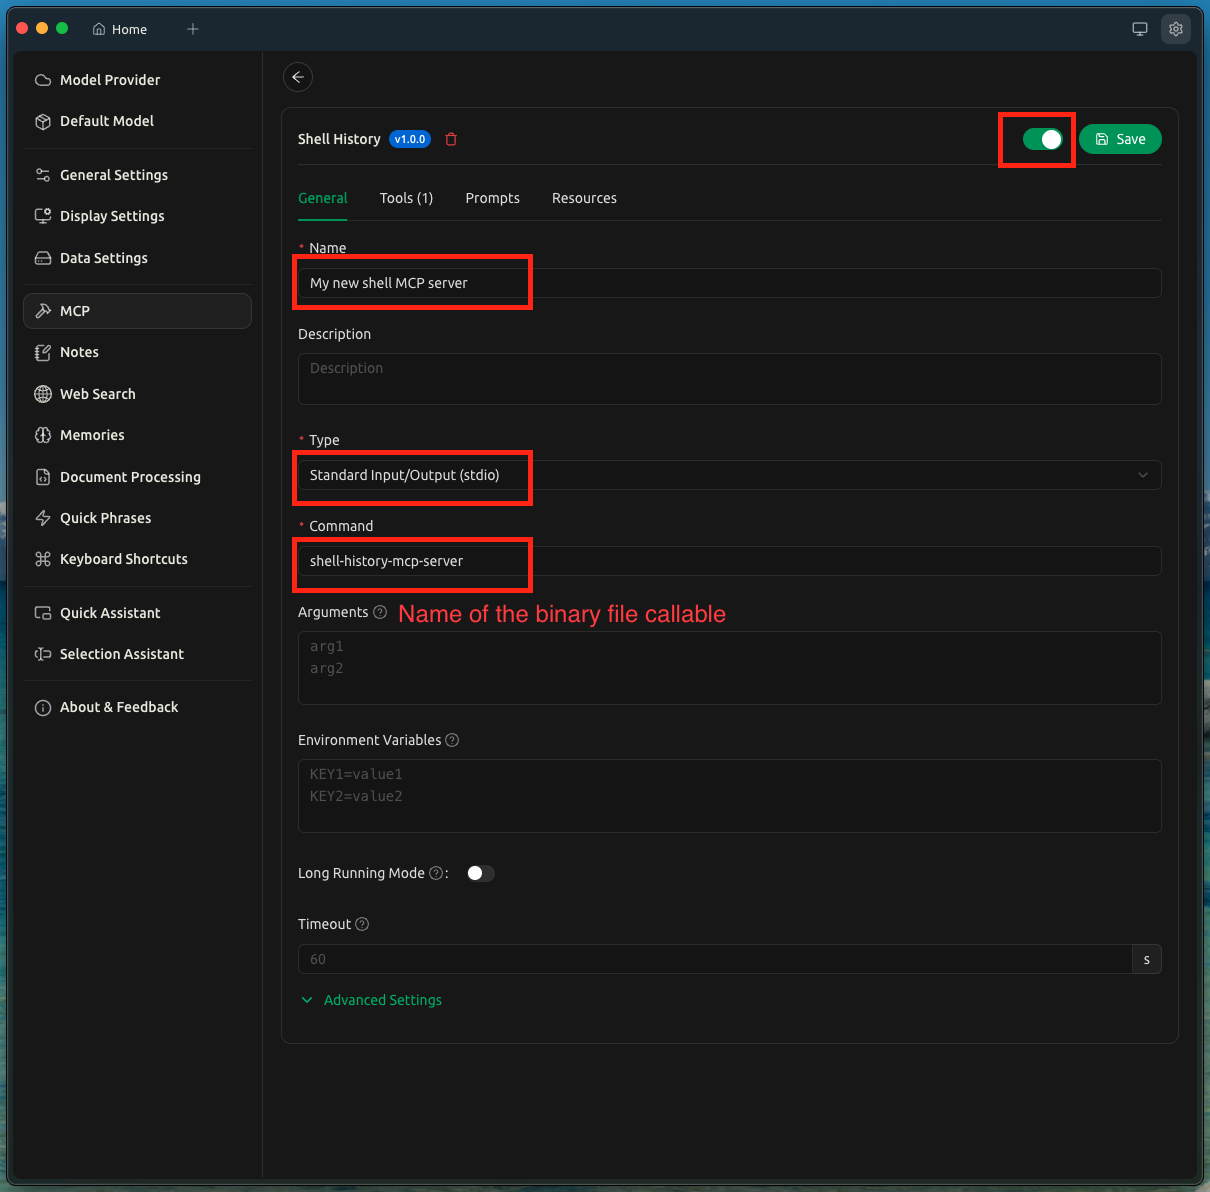 Home
Model Provider
Default Model
General Settings
Display Settings
Data Settings
MCP
Notes
Web Search
Memories
Document Processing
Quick Phrases
Keyboard Shortcuts
Quick Assistant
Selection Assistant
About & Feedback
Shell History v1.0.0 Save
General Tools (1) Prompts Resources
* Name
My new shell MCP server
Description
Description
* Type
Standard Input/Output (stdio)
* Command
shell-history-mcp-server
Arguments ? Name of the binary file callable
arg1
arg2
Environment Variables ?
KEY1=value1
KEY2=value2
Long Running Mode ? :
Timeout ?
60 s
Advanced Settings